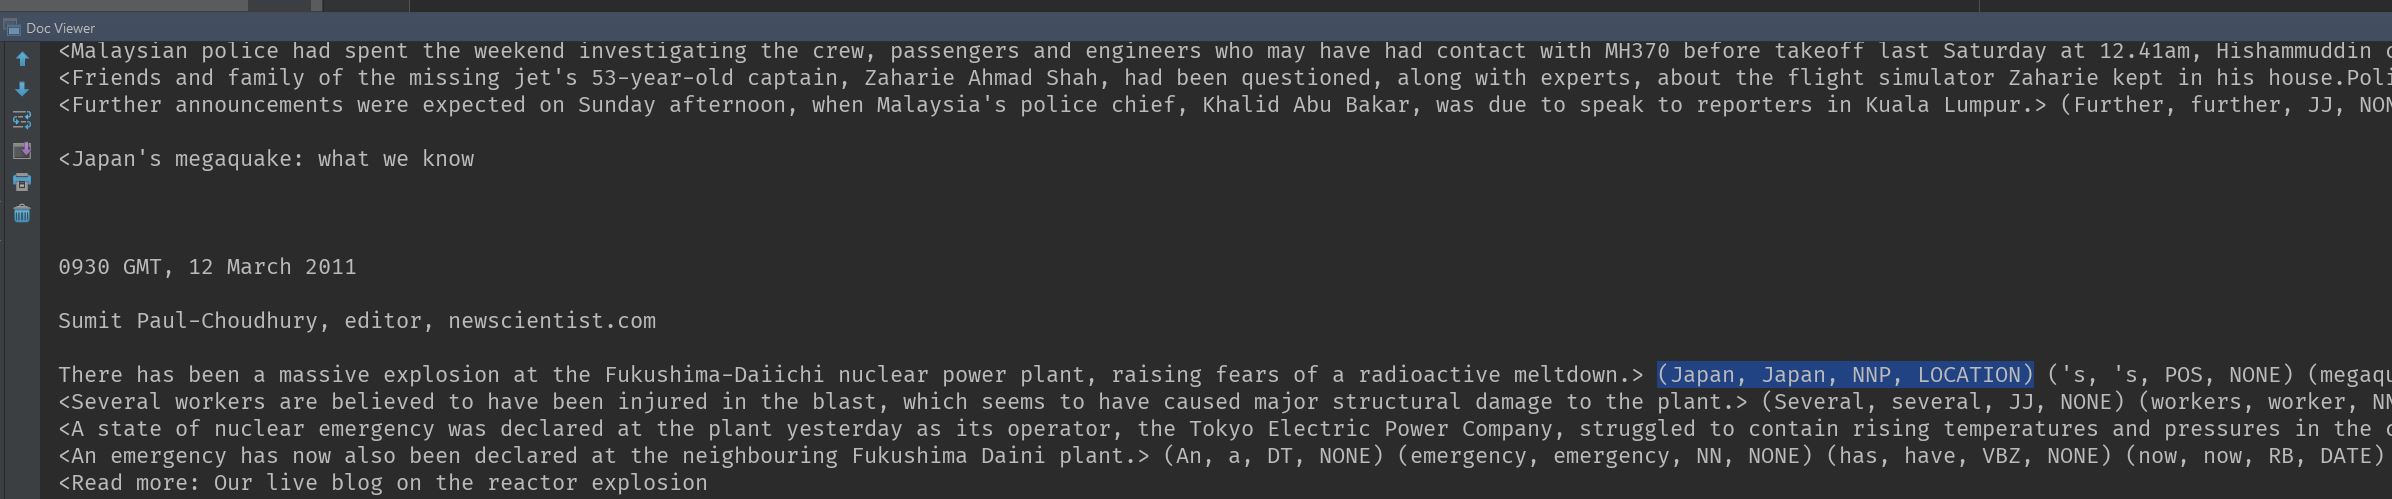 Doc Viewer
<Malaysian police had spent the weekend investigating the crew, passengers and engineers who may have had contact with MH370 before takeoff last Saturday at 12.41am, Hishammuddin
<Friends and family of the missing jet's 53-year-old captain, Zaharie Ahmad Shah, had been questioned, along with experts, about the flight simulator Zaharie kept in his house.Poli
<Further announcements were expected on Sunday afternoon, when Malaysia's police chief, Khalid Abu Bakar, was due to speak to reporters in Kuala Lumpur.> (Further, further, JJ, NON
<Japan's megaquake: what we know
0930 GMT, 12 March 2011
Sumit Paul-Choudhury, editor, newscientist.com
There has been a massive explosion at the Fukushima-Daiichi nuclear power plant, raising fears of a radioactive meltdown.> (Japan, Japan, NNP, LOCATION) ('s, 's, POS, NONE) (megaqu
<Several workers are believed to have been injured in the blast, which seems to have caused major structural damage to the plant.> (Several, several, JJ, NONE) (workers, worker, NN
<A state of nuclear emergency was declared at the plant yesterday as its operator, the Tokyo Electric Power Company, struggled to contain rising temperatures and pressures in the
<An emergency has now also been declared at the neighbouring Fukushima Daini plant.> (An, a, DT, NONE) (emergency, emergency, NN, NONE) (has, have, VBZ, NONE) (now, now, RB, DATE)
<Read more: Our live blog on the reactor explosion